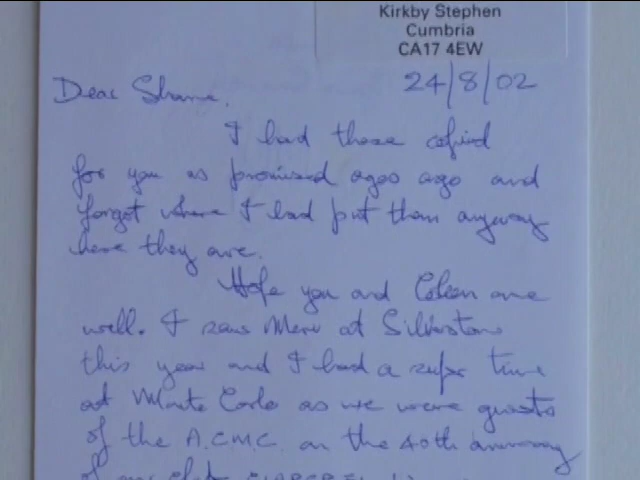 Kirkby Stephen
Cumbria
CA17 4EW
24/8/02
Dear Shane,
I had these copied
for you as promised ages ago and
forgot where I had put them anyway
here they are.
Hope you and Coleen are
well. I saw Merv at Silverstone
this year and I had a super time
at Monte Carlo as we were guests
of the A.C.M.C. on the 40th anniversary
of